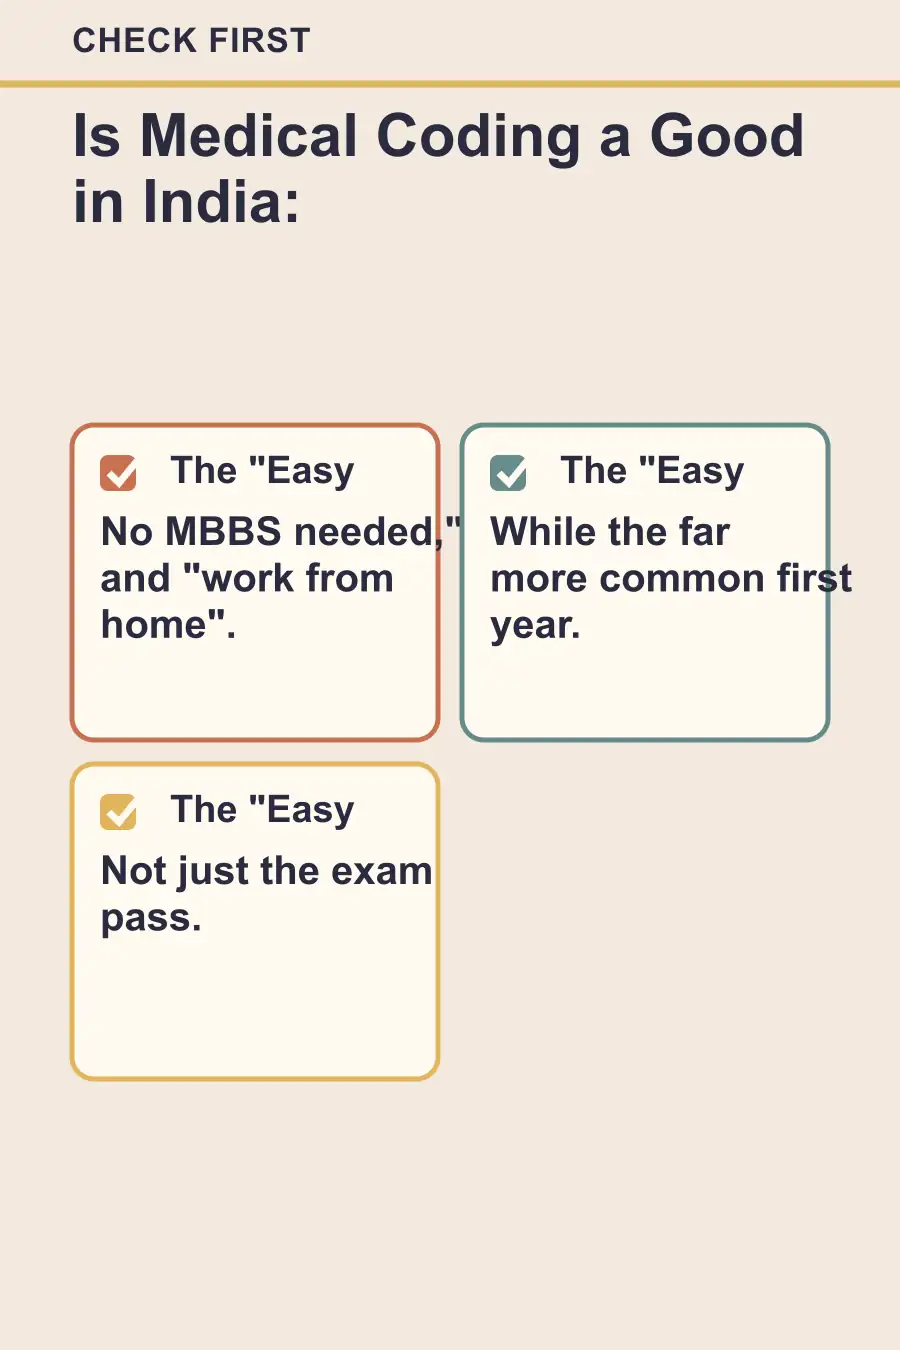 CHECK FIRST
Is Medical Coding a Good
in India:
The "Easy
No MBBS needed,"
and "work from
home".
The "Easy
While the far
more common first
year.
The "Easy
Not just the exam
pass.